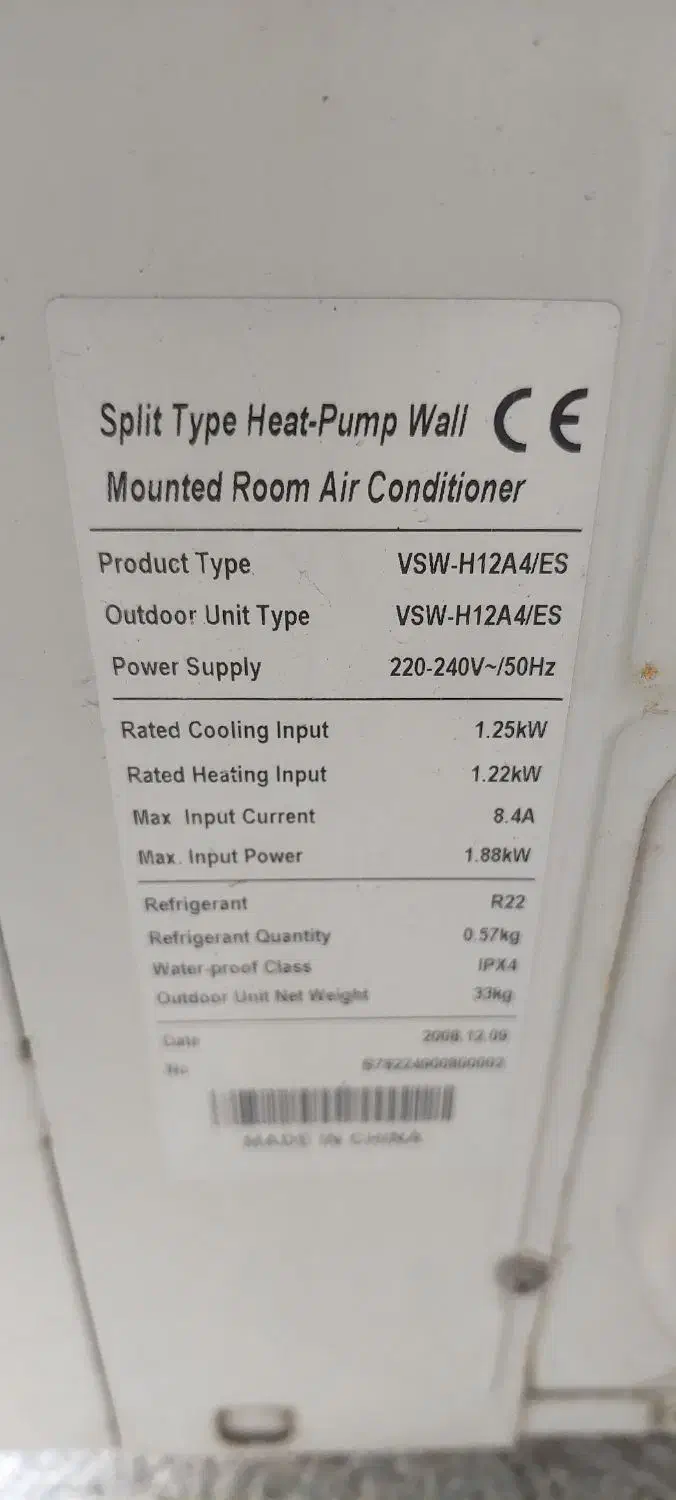 Split Type Heat-Pump Wall CE
Mounted Room Air Conditioner
Product Type VSW-H12A4/ES
Outdoor Unit Type VSW-H12A4/ES
Power Supply 220-240V~/50Hz
Rated Cooling Input 1.25kW
Rated Heating Input 1.22kW
Max Input Current 8.4A
Max. Input Power 1.88kW
Refrigerant R22
Refrigerant Quantity 0.57kg
Water-proof Class IPX4
Outdoor Unit Net Weight 33kg
Date
No
MADE IN CHINA